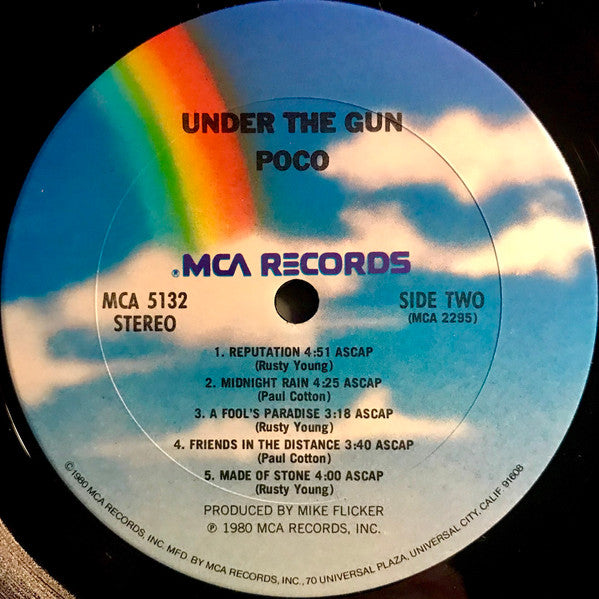 UNDER THE GUN
POCO
®MCA RECORDS
MCA 5132
STEREO
SIDE TWO
(MCA 2295)
1. REPUTATION 4:51 ASCAP
(Rusty Young)
2. MIDNIGHT RAIN 4:25 ASCAP
(Paul Cotton)
3. A FOOL'S PARADISE 3:18 ASCAP
(Rusty Young)
4. FRIENDS IN THE DISTANCE 3:40 ASCAP
(Paul Cotton)
5. MADE OF STONE 4:00 ASCAP
(Rusty Young)
PRODUCED BY MIKE FLICKER
℗ 1980 MCA RECORDS, INC.
©1980 MCA RECORDS, INC. MFD BY MCA RECORDS, INC., 70 UNIVERSAL PLAZA, UNIVERSAL CITY, CALIF. 91608